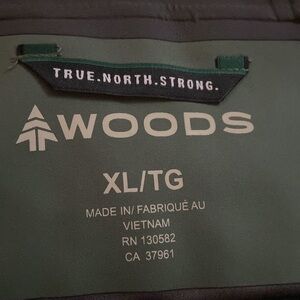 TRUE.NORTH.STRONG.
WOODS
XL/TG
MADE IN/ FABRIQUÉ AU
VIETNAM
RN 130582
CA 37961